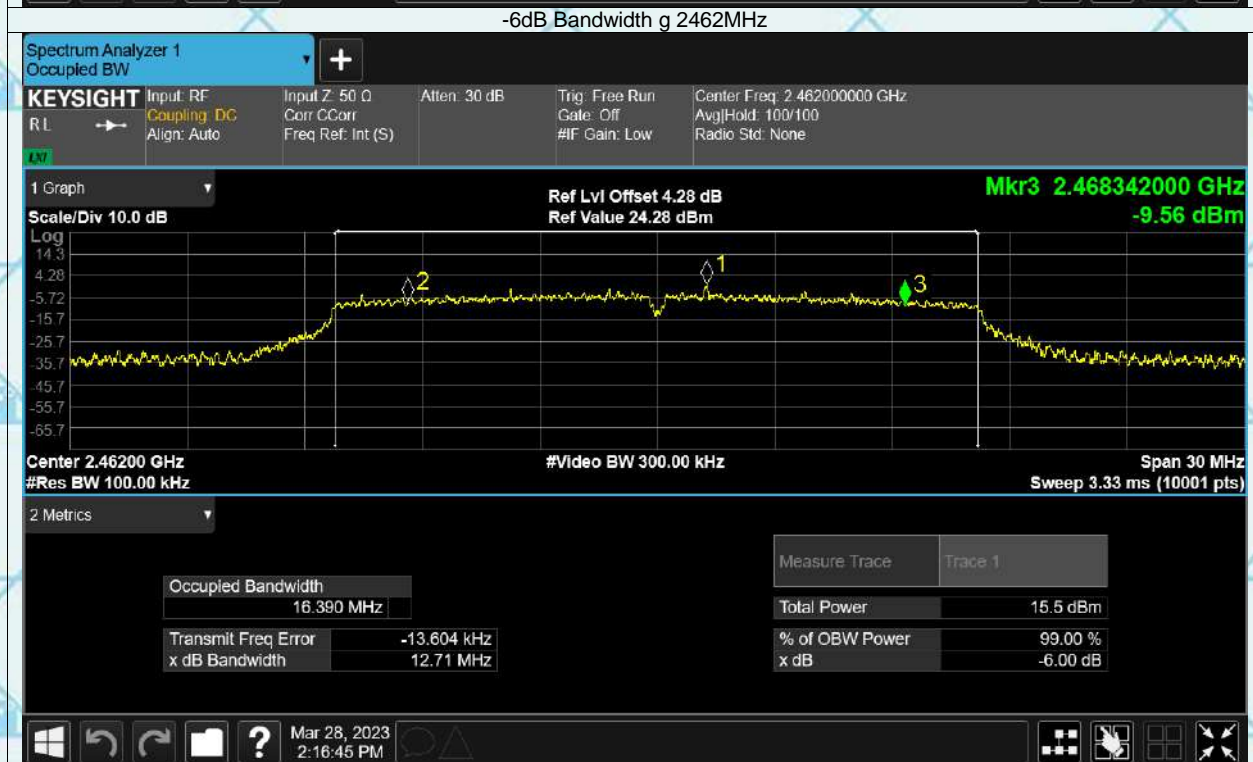 -6dB Bandwidth g 2462MHz
Spectrum Analyzer 1
Occupied BW
+
KEYSIGHT
RL
LXI
Input: RF
Coupling: DC
Align: Auto
Input Z: 50 Ω
Corr CCorr
Freq Ref: Int (S)
Atten: 30 dB
Trig: Free Run
Gate: Off
#IF Gain: Low
Center Freq: 2.462000000 GHz
Avg|Hold: 100/100
Radio Std: None
1 Graph
Scale/Div 10.0 dB
Ref Lvl Offset 4.28 dB
Ref Value 24.28 dBm
Mkr3 2.468342000 GHz
-9.56 dBm
Log
14.3
4.28
-5.72
-15.7
-25.7
-35.7
-45.7
-55.7
-65.7
2
1
3
Center 2.46200 GHz
#Res BW 100.00 kHz
#Video BW 300.00 kHz
Span 30 MHz
Sweep 3.33 ms (10001 pts)
2 Metrics
Measure Trace Trace 1
Occupied Bandwidth
16.390 MHz
Total Power 15.5 dBm
Transmit Freq Error -13.604 kHz
x dB Bandwidth 12.71 MHz
% of OBW Power 99.00 %
x dB -6.00 dB
?
Mar 28, 2023
2:16:45 PM